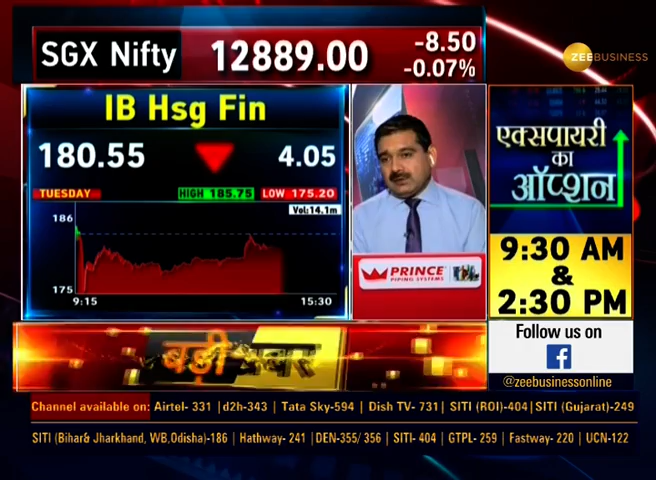 SGX Nifty 12889.00 -8.50
-0.07%
ZEEBUSINESS
IB Hsg Fin
180.55 4.05
TUESDAY HIGH 185.75 LOW 175.20
Vol:14.1m
186
175
9:15 15:30
PRINCE
PIPING SYSTEMS
एक्सपायरी
का
ऑप्शन
9:30 AM
&
2:30 PM
Follow us on
@zeebusinessonline
बड़ी खबर
Channel available on: Airtel- 331 | d2h-343 | Tata Sky-594 | Dish TV- 731 | SITI (ROI)-404 | SITI (Gujarat)-249
SITI (Bihar& Jharkhand, WB,Odisha)-186 | Hathway- 241 |DEN-355/ 356 | SITI- 404 | GTPL- 259 | Fastway- 220 | UCN-122